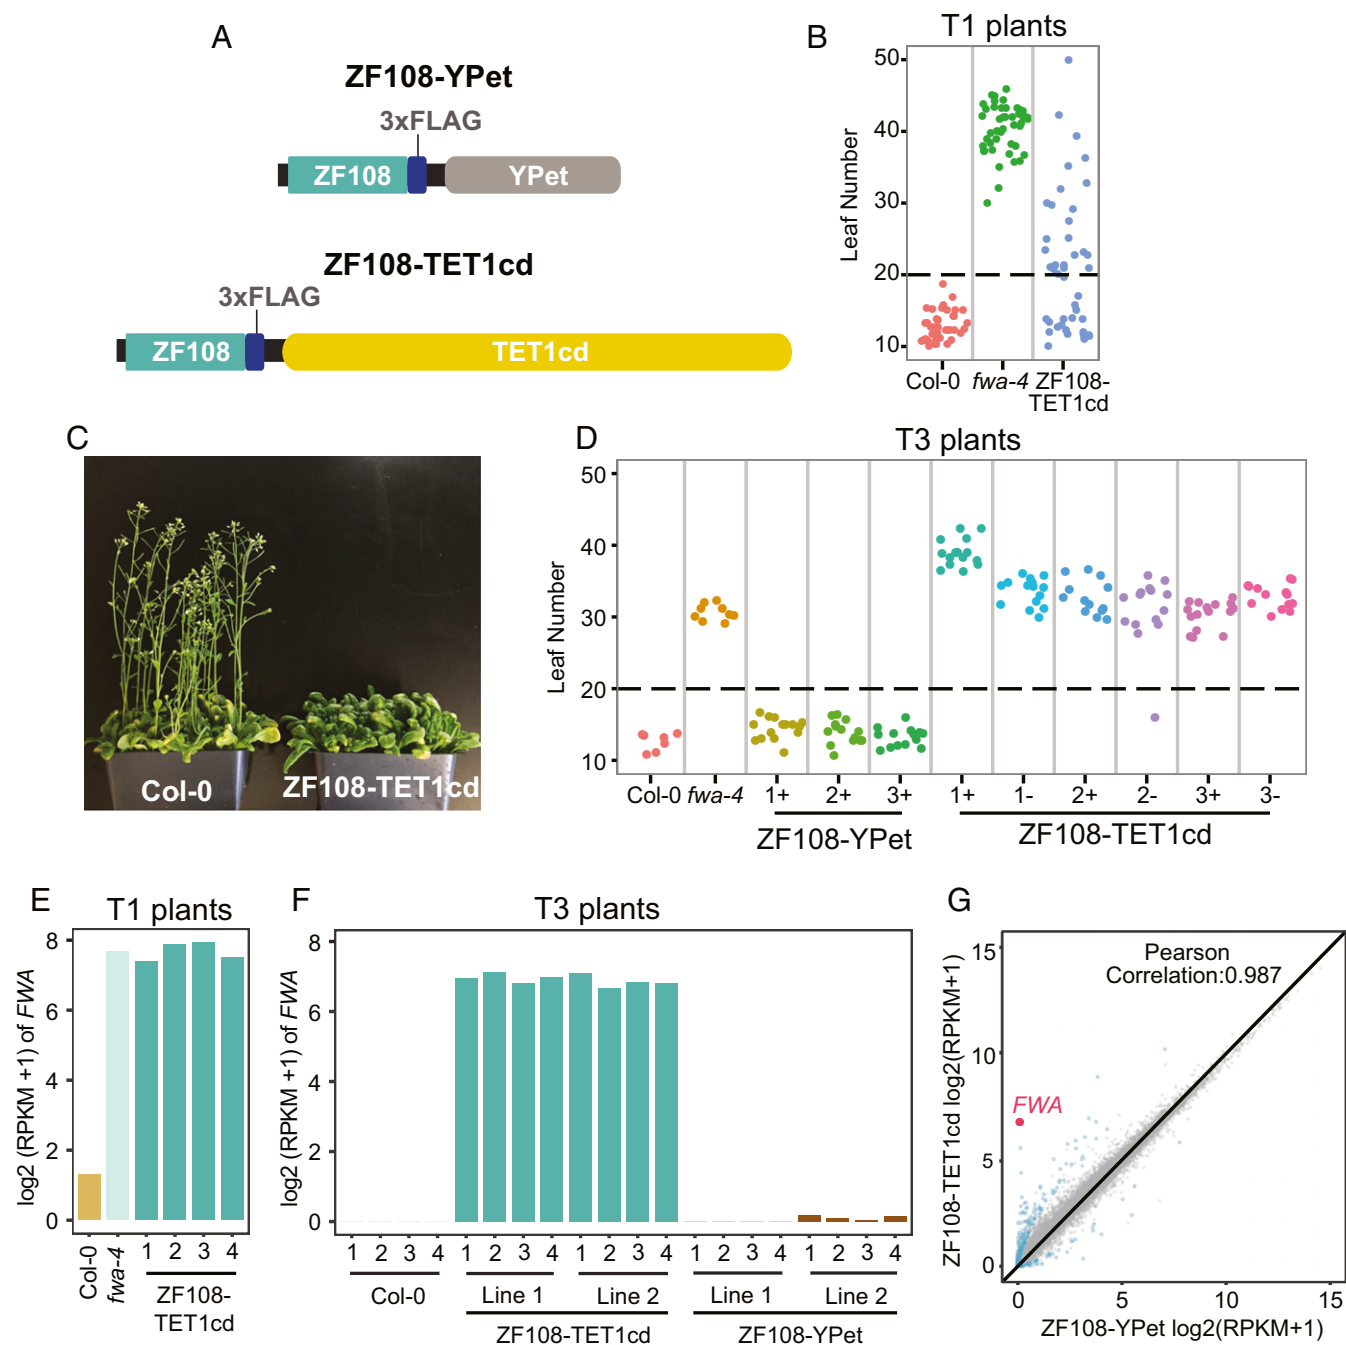 A
ZF108-YPet
3xFLAG
ZF108
YPet
ZF108-TET1cd
3xFLAG
ZF108
TET1cd
B
T1 plants
Leaf Number
50
40
30
20
10
Col-0
fwa-4
ZF108-
TET1cd
C
Col-0
ZF108-TET1cd
D
T3 plants
Leaf Number
50
40
30
20
10
Col-0 fwa-4 1+ 2+ 3+ 1+ 1- 2+ 2- 3+ 3-
ZF108-YPet
ZF108-TET1cd
E
T1 plants
log2 (RPKM +1) of FWA
8
6
4
2
0
Col-0
fwa-4
1 2 3 4
ZF108-
TET1cd
F
T3 plants
log2 (RPKM +1) of FWA
8
6
4
2
0
1 2 3 4 1 2 3 4 1 2 3 4 1 2 3 4 1 2 3 4
Col-0
Line 1
Line 2
Line 1
Line 2
ZF108-TET1cd
ZF108-YPet
G
Pearson
Correlation:0.987
FWA
ZF108-TET1cd log2(RPKM+1)
15
10
5
0
0 5 10 15
ZF108-YPet log2(RPKM+1)